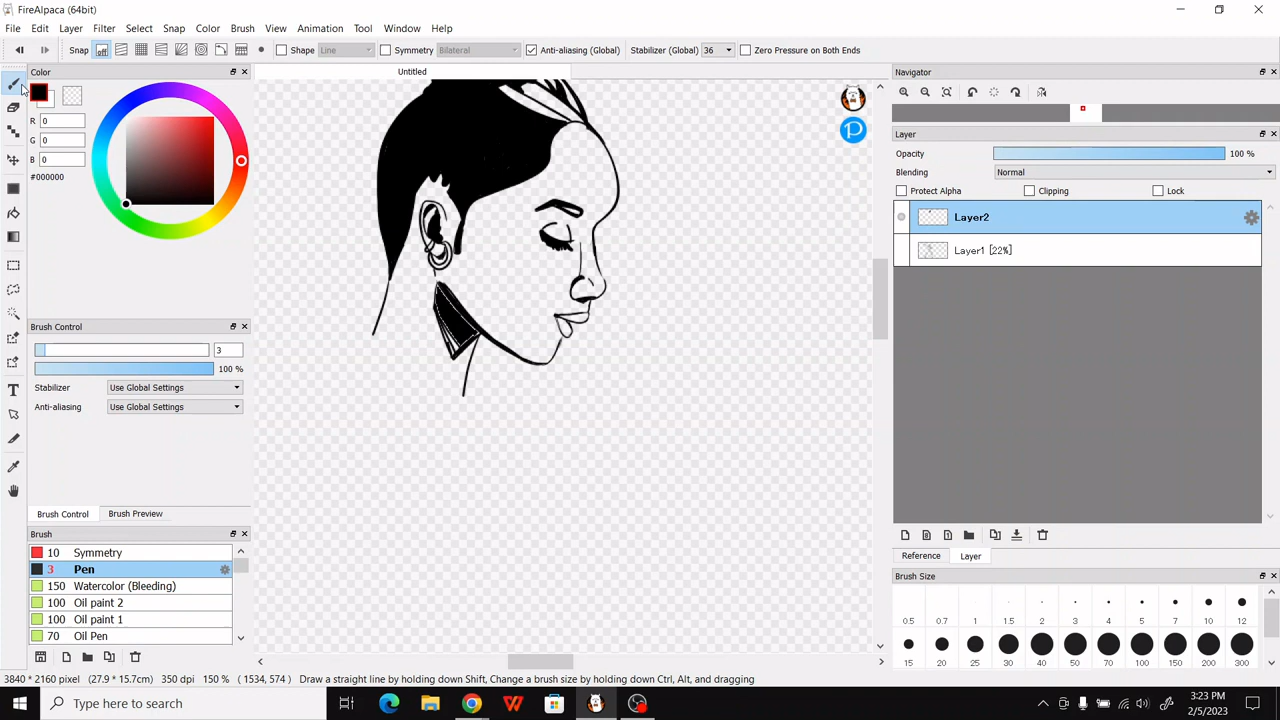 FireAlpaca (64bit)
File Edit Layer Filter Select Snap Color Brush View Animation Tool Window Help
Snap off Shape Line Symmetry Bilateral Anti-aliasing (Global) Stabilizer (Global) 36 Zero Pressure on Both Ends
Color Untitled Navigator
R 0
G 0
B 0
#000000
Layer
Opacity 100 %
Blending Normal
Protect Alpha Clipping Lock
Layer2
Layer1 [22%]
Brush Control
3
100 %
Stabilizer Use Global Settings
Anti-aliasing Use Global Settings
Brush Control Brush Preview
Brush
10 Symmetry
3 Pen
150 Watercolor (Bleeding)
100 Oil paint 2
100 Oil paint 1
70 Oil Pen
Reference Layer
Brush Size
0.5 0.7 1 1.5 2 3 4 5 7 10 12
15 20 25 30 40 50 70 100 150 200 300
3840 * 2160 pixel (27.9 * 15.7cm) 350 dpi 150 % ( 1534, 574 ) Draw a straight line by holding down Shift, Change a brush size by holding down Ctrl, Alt, and dragging
Type here to search
3:23 PM
2/5/2023